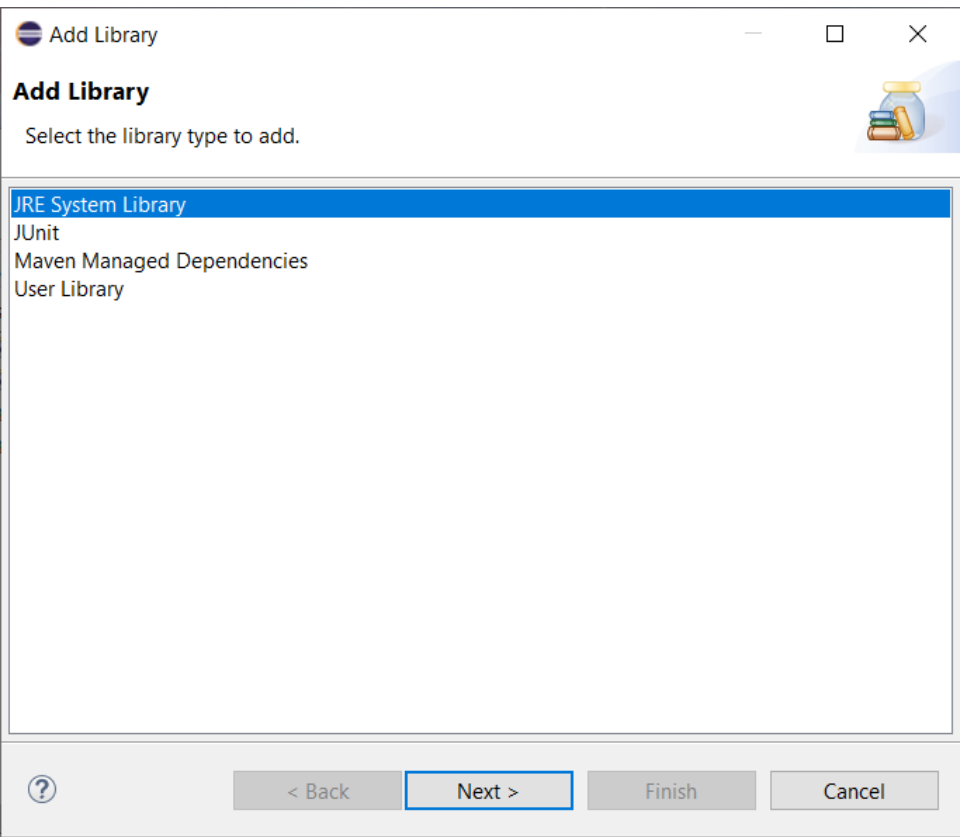 Add Library
Add Library
Select the library type to add.
JRE System Library
JUnit
Maven Managed Dependencies
User Library
?
< Back
Next >
Finish
Cancel